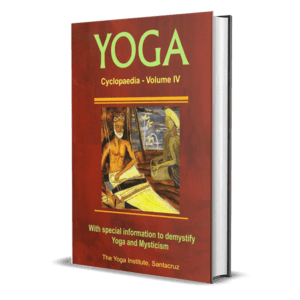 YOGA
Cyclopaedia - Volume IV
With special information to demystify
Yoga and Mysticism
The Yoga Institute, Santacruz